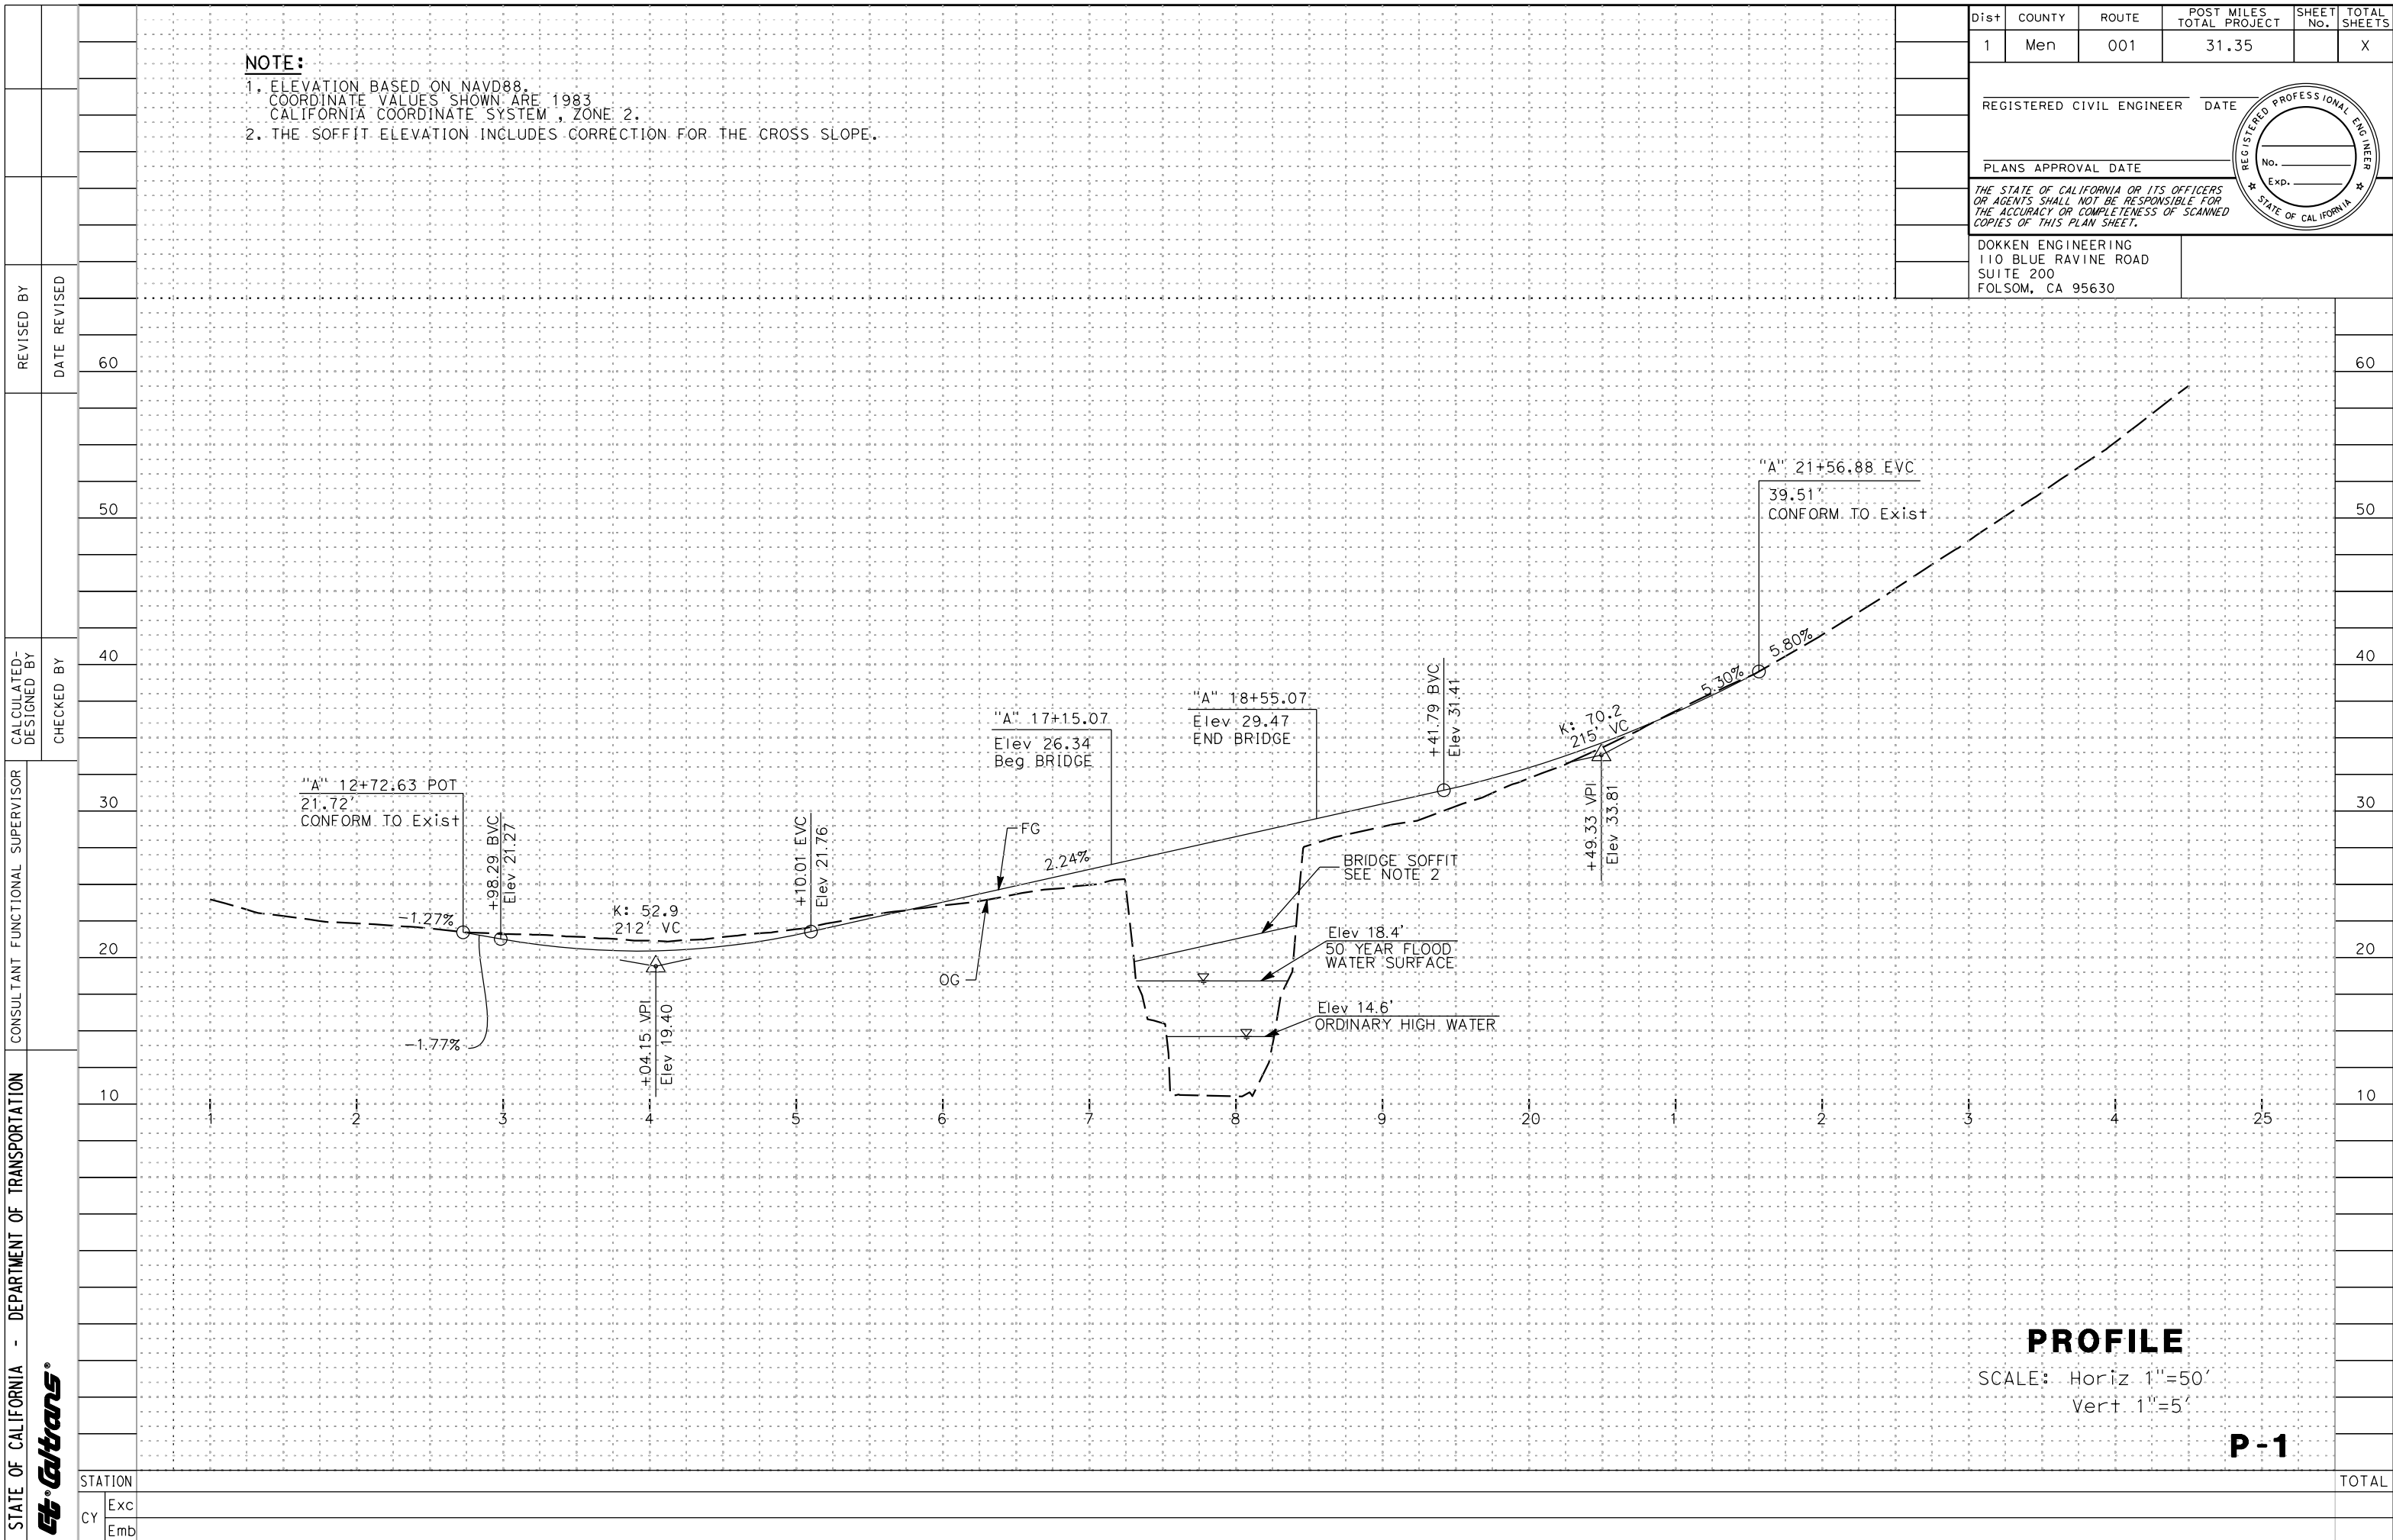 Dist COUNTY ROUTE POST MILES TOTAL PROJECT SHEET No. TOTAL SHEETS
1 Men 001 31.35 X
REGISTERED CIVIL ENGINEER DATE
PLANS APPROVAL DATE
REGISTERED PROFESSIONAL ENGINEER
No.
Exp.
STATE OF CALIFORNIA
THE STATE OF CALIFORNIA OR ITS OFFICERS
OR AGENTS SHALL NOT BE RESPONSIBLE FOR
THE ACCURACY OR COMPLETENESS OF SCANNED
COPIES OF THIS PLAN SHEET.
DOKKEN ENGINEERING
110 BLUE RAVINE ROAD
SUITE 200
FOLSOM, CA 95630
NOTE:
1. ELEVATION BASED ON NAVD88.
COORDINATE VALUES SHOWN ARE 1983
CALIFORNIA COORDINATE SYSTEM , ZONE 2.
2. THE SOFFIT ELEVATION INCLUDES CORRECTION FOR THE CROSS SLOPE.
REVISED BY
DATE REVISED
CALCULATED-
DESIGNED BY
CHECKED BY
CONSULTANT FUNCTIONAL SUPERVISOR
STATE OF CALIFORNIA - DEPARTMENT OF TRANSPORTATION
Ct Caltrans
60
50
40
30
20
10
60
50
40
30
20
10
"A" 12+72.63 POT
21.72'
CONFORM TO Exist
-1.27%
-1.77%
+98.29 BVC
Elev 21.27
K: 52.9
212' VC
+04.15 VPI
Elev 19.40
+10.01 EVC
Elev 21.76
FG
OG
2.24%
"A" 17+15.07
Elev 26.34
Beg BRIDGE
"A" 18+55.07
Elev 29.47
END BRIDGE
BRIDGE SOFFIT
SEE NOTE 2
Elev 18.4'
50 YEAR FLOOD
WATER SURFACE
Elev 14.6'
ORDINARY HIGH WATER
+41.79 BVC
Elev 31.41
K: 70.2
215' VC
+49.33 VPI
Elev 33.81
5.30%
5.80%
"A" 21+56.88 EVC
39.51'
CONFORM TO Exist
1 2 3 4 5 6 7 8 9 20 1 2 3 4 25
PROFILE
SCALE: Horiz 1"=50'
Vert 1"=5'
P-1
STATION
TOTAL
CY
Exc
Emb